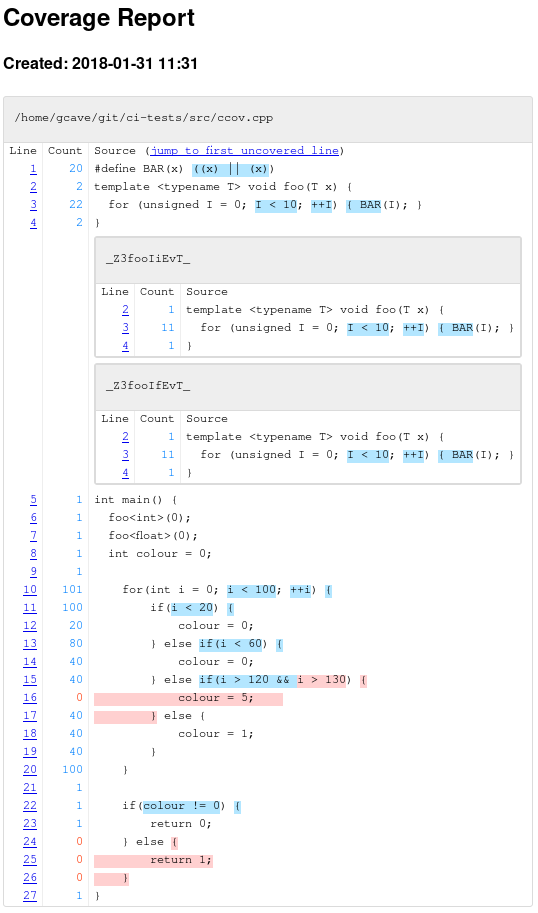 Coverage Report
Created: 2018-01-31 11:31
/home/gcave/git/ci-tests/src/ccov.cpp
Line Count Source (jump to first uncovered line)
1 20 #define BAR(x) ((x) || (x))
2 2 template <typename T> void foo(T x) {
3 22 for (unsigned I = 0; I < 10; ++I) { BAR(I); }
4 2 }
_Z3fooIiEvT_
Line Count Source
2 1 template <typename T> void foo(T x) {
3 11 for (unsigned I = 0; I < 10; ++I) { BAR(I); }
4 1 }
_Z3fooIfEvT_
Line Count Source
2 1 template <typename T> void foo(T x) {
3 11 for (unsigned I = 0; I < 10; ++I) { BAR(I); }
4 1 }
5 1 int main() {
6 1 foo<int>(0);
7 1 foo<float>(0);
8 1 int colour = 0;
9 1
10 101 for(int i = 0; i < 100; ++i) {
11 100 if(i < 20) {
12 20 colour = 0;
13 80 } else if(i < 60) {
14 40 colour = 0;
15 40 } else if(i > 120 && i > 130) {
16 0 colour = 5;
17 40 } else {
18 40 colour = 1;
19 40 }
20 100 }
21 1
22 1 if(colour != 0) {
23 1 return 0;
24 0 } else {
25 0 return 1;
26 0 }
27 1 }